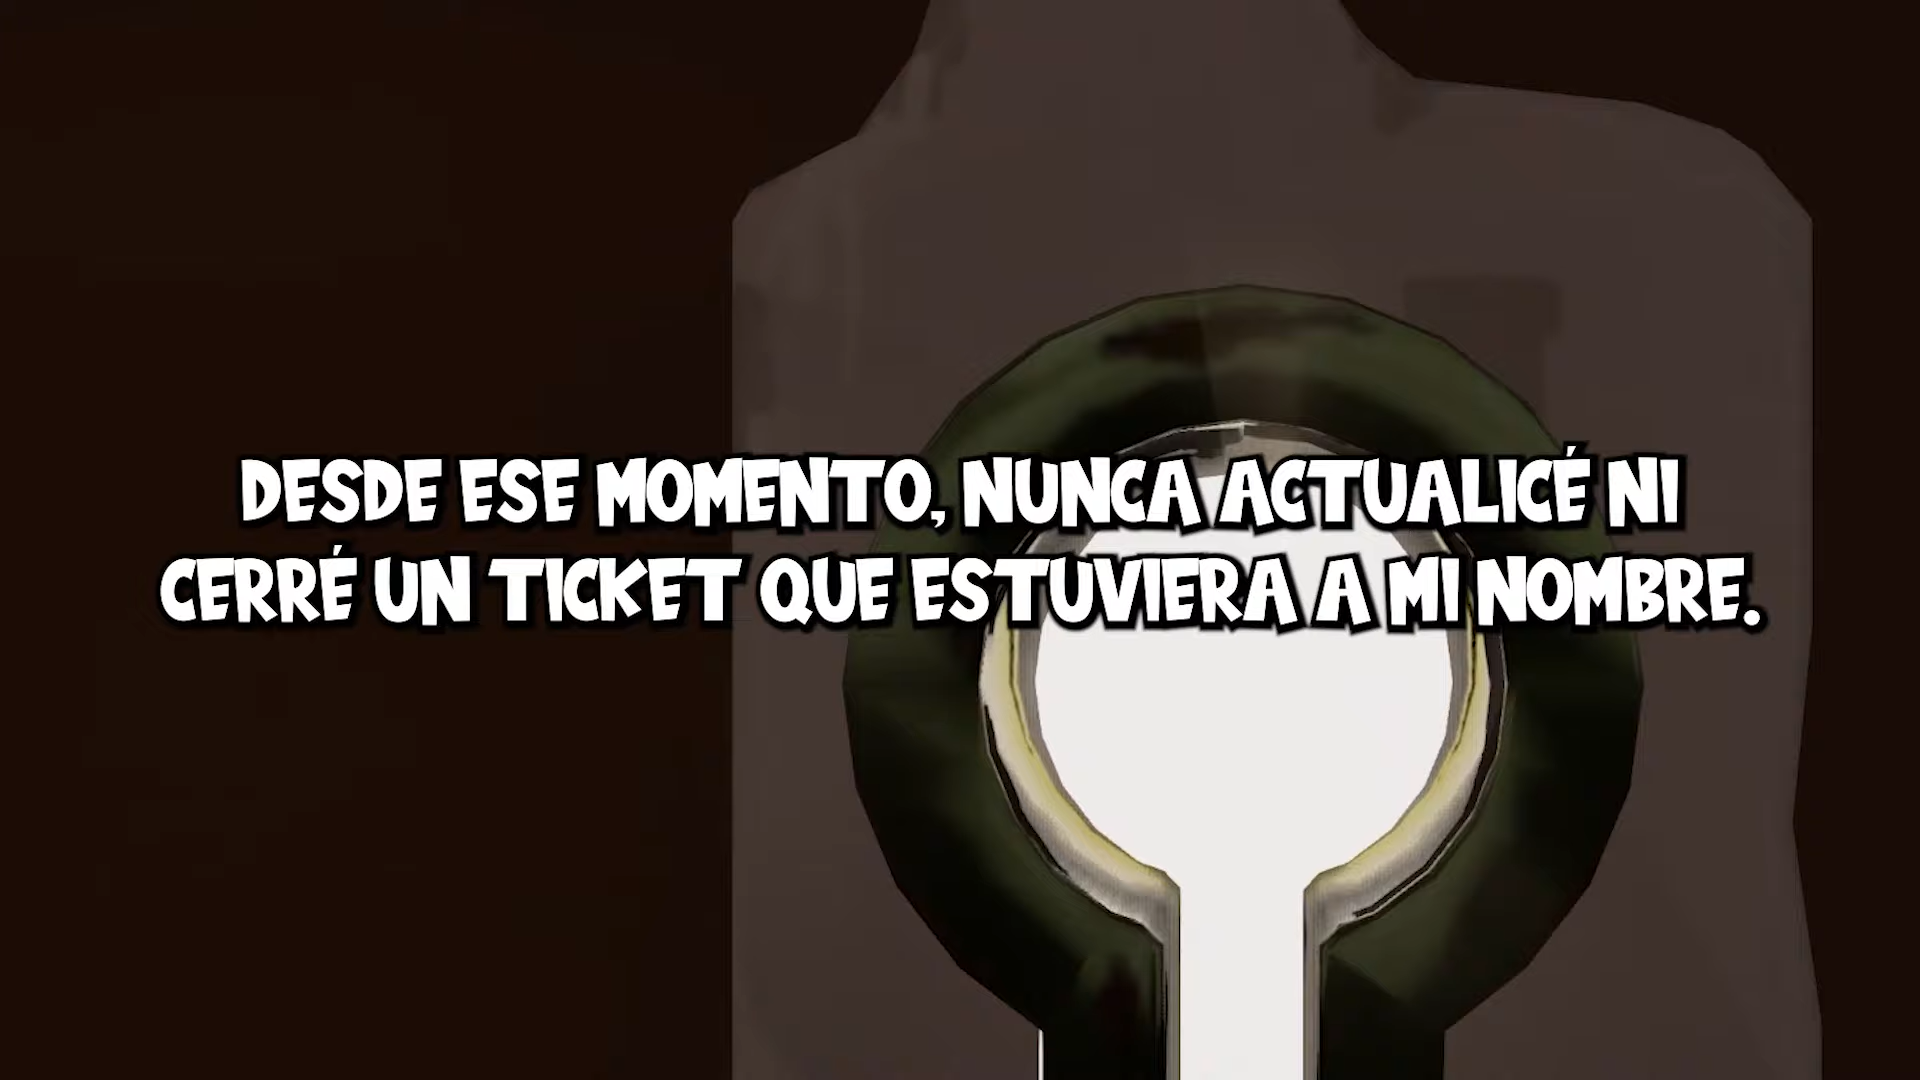 DESDE ESE MOMENTO, NUNCA ACTUALICÉ NI
CERRÉ UN TICKET QUE ESTUVIERA A MI NOMBRE.